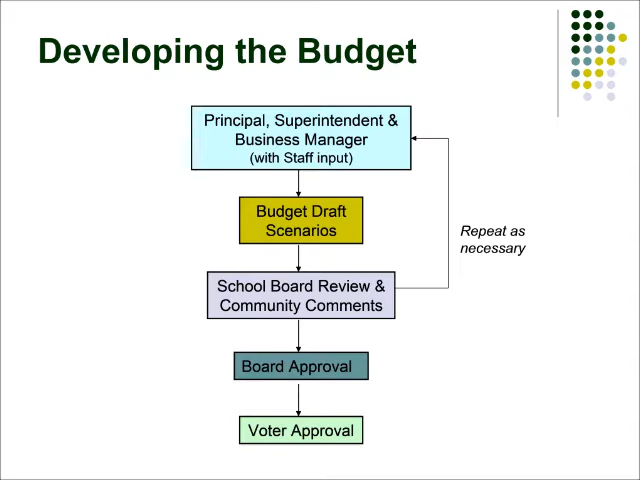 Developing the Budget
Principal, Superintendent &
Business Manager
(with Staff input)
Budget Draft
Scenarios
Repeat as
necessary
School Board Review &
Community Comments
Board Approval
Voter Approval